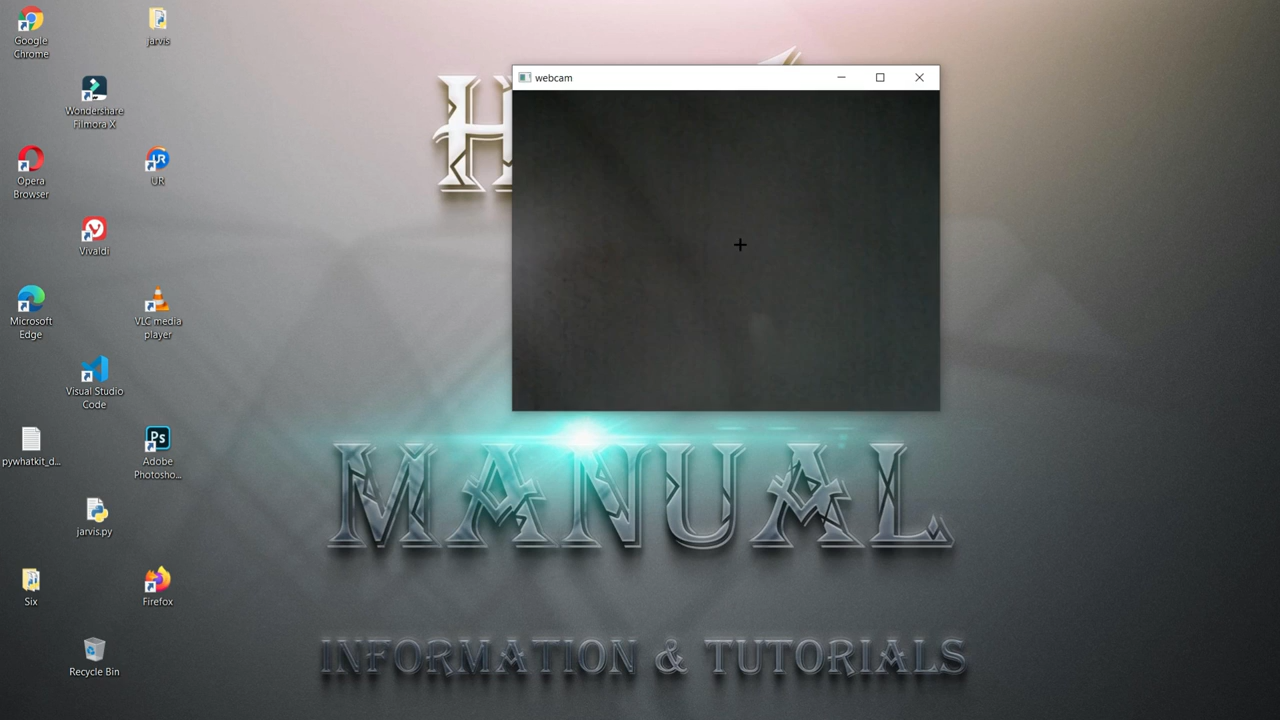 Google
Chrome
jarvis
Wondershare
Filmora X
Opera
Browser
UR
Vivaldi
Microsoft
Edge
VLC media
player
Visual Studio
Code
pywhatkit_d...
Adobe
Photosho...
jarvis.py
Six
Firefox
Recycle Bin
webcam
H
MANUAL
INFORMATION & TUTORIALS